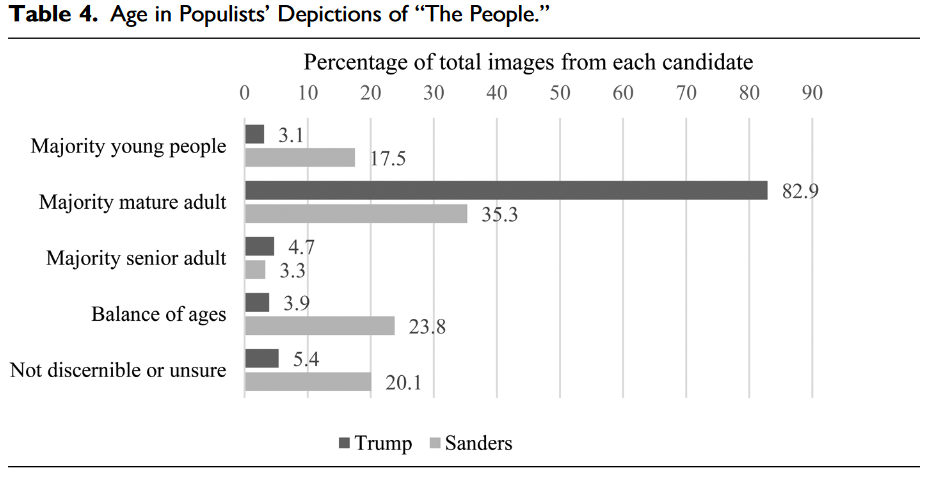 Table 4. Age in Populists’ Depictions of “The People.”
Percentage of total images from each candidate
0 10 20 30 40 50 60 70 80 90
Majority young people 3.1
17.5
Majority mature adult 82.9
35.3
Majority senior adult 4.7
3.3
Balance of ages 3.9
23.8
Not discernible or unsure 5.4
20.1
Trump Sanders